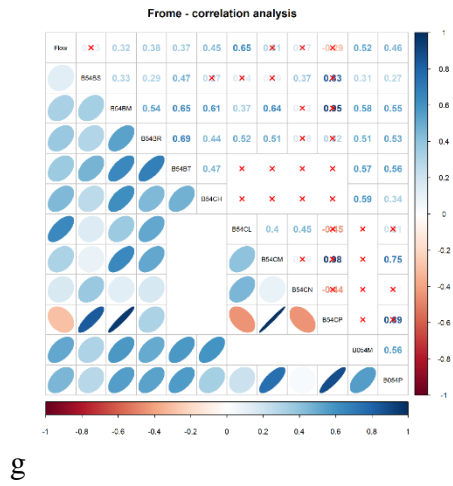 Frome - correlation analysis
Flow 0.32 0.38 0.37 0.45 0.65 0.52 0.46
B54BS 0.33 0.29 0.47 0.37 0.31 0.27
B54BM 0.54 0.65 0.61 0.37 0.64 0.58 0.55
B54BR 0.69 0.44 0.52 0.51 0.51 0.53
B54BT 0.47 0.57 0.56
B54CH 0.59 0.34
B54CL 0.4 0.45
B54CM 0.75
B54CN
B54CP
B054M 0.56
B054P
1
0.8
0.6
0.4
0.2
0
-0.2
-0.4
-0.6
-0.8
-1
-1 -0.8 -0.6 -0.4 -0.2 0 0.2 0.4 0.6 0.8 1
g